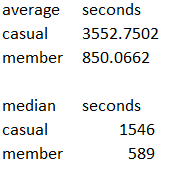 average seconds
casual 3552.7502
member 850.0662
median seconds
casual 1546
member 589